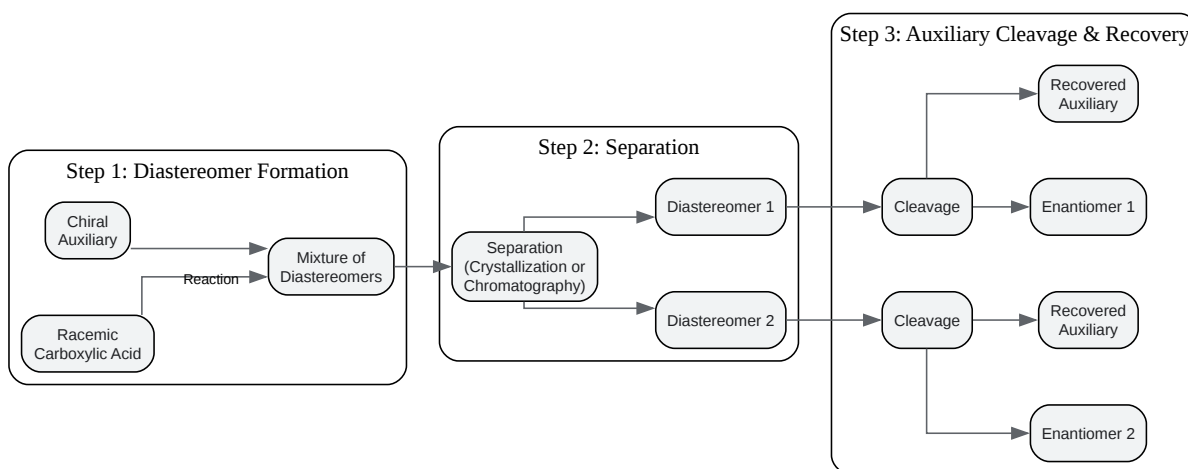 Step 1: Diastereomer Formation
Chiral
Auxiliary
Reaction
Racemic
Carboxylic Acid
Mixture of
Diastereomers
Step 2: Separation
Separation
(Crystallization or
Chromatography)
Diastereomer 1
Diastereomer 2
Step 3: Auxiliary Cleavage & Recovery
Cleavage
Recovered
Auxiliary
Enantiomer 1
Cleavage
Recovered
Auxiliary
Enantiomer 2